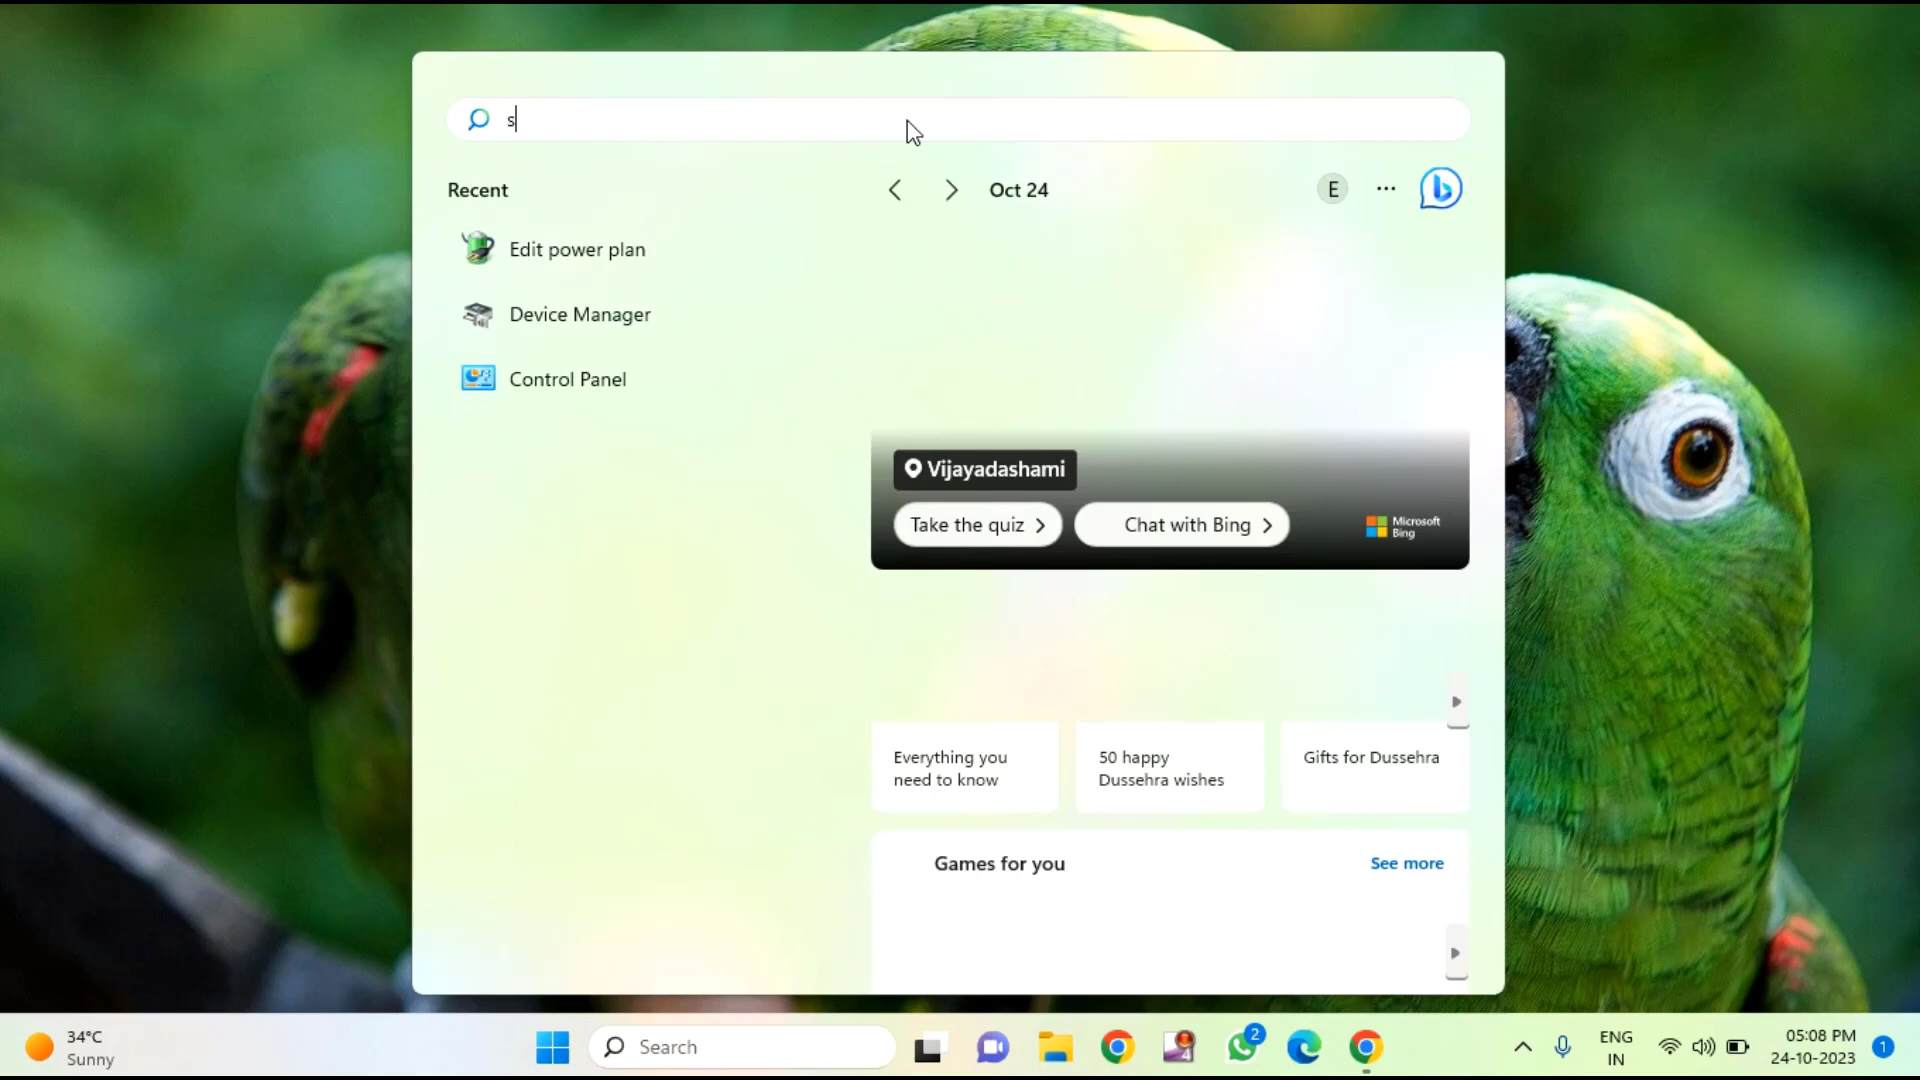 s
Recent
Oct 24
E
Edit power plan
Device Manager
Control Panel
Vijayadashami
Take the quiz
Chat with Bing
Microsoft
Bing
Everything you
need to know
50 happy
Dussehra wishes
Gifts for Dussehra
Games for you
See more
34°C
Sunny
Search
4
2
ENG
IN
05:08 PM
24-10-2023
1